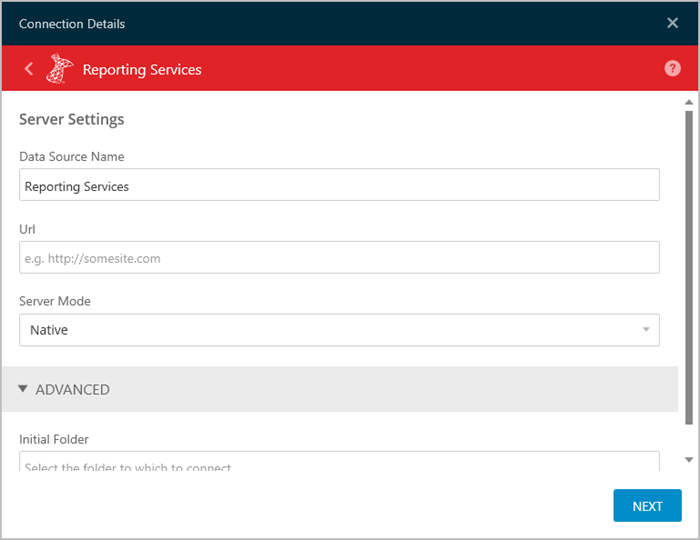 Connection Details
Reporting Services
Server Settings
Data Source Name
Reporting Services
Url
e.g. http://somesite.com
Server Mode
Native
ADVANCED
Initial Folder
Select the folder to which to connect
NEXT